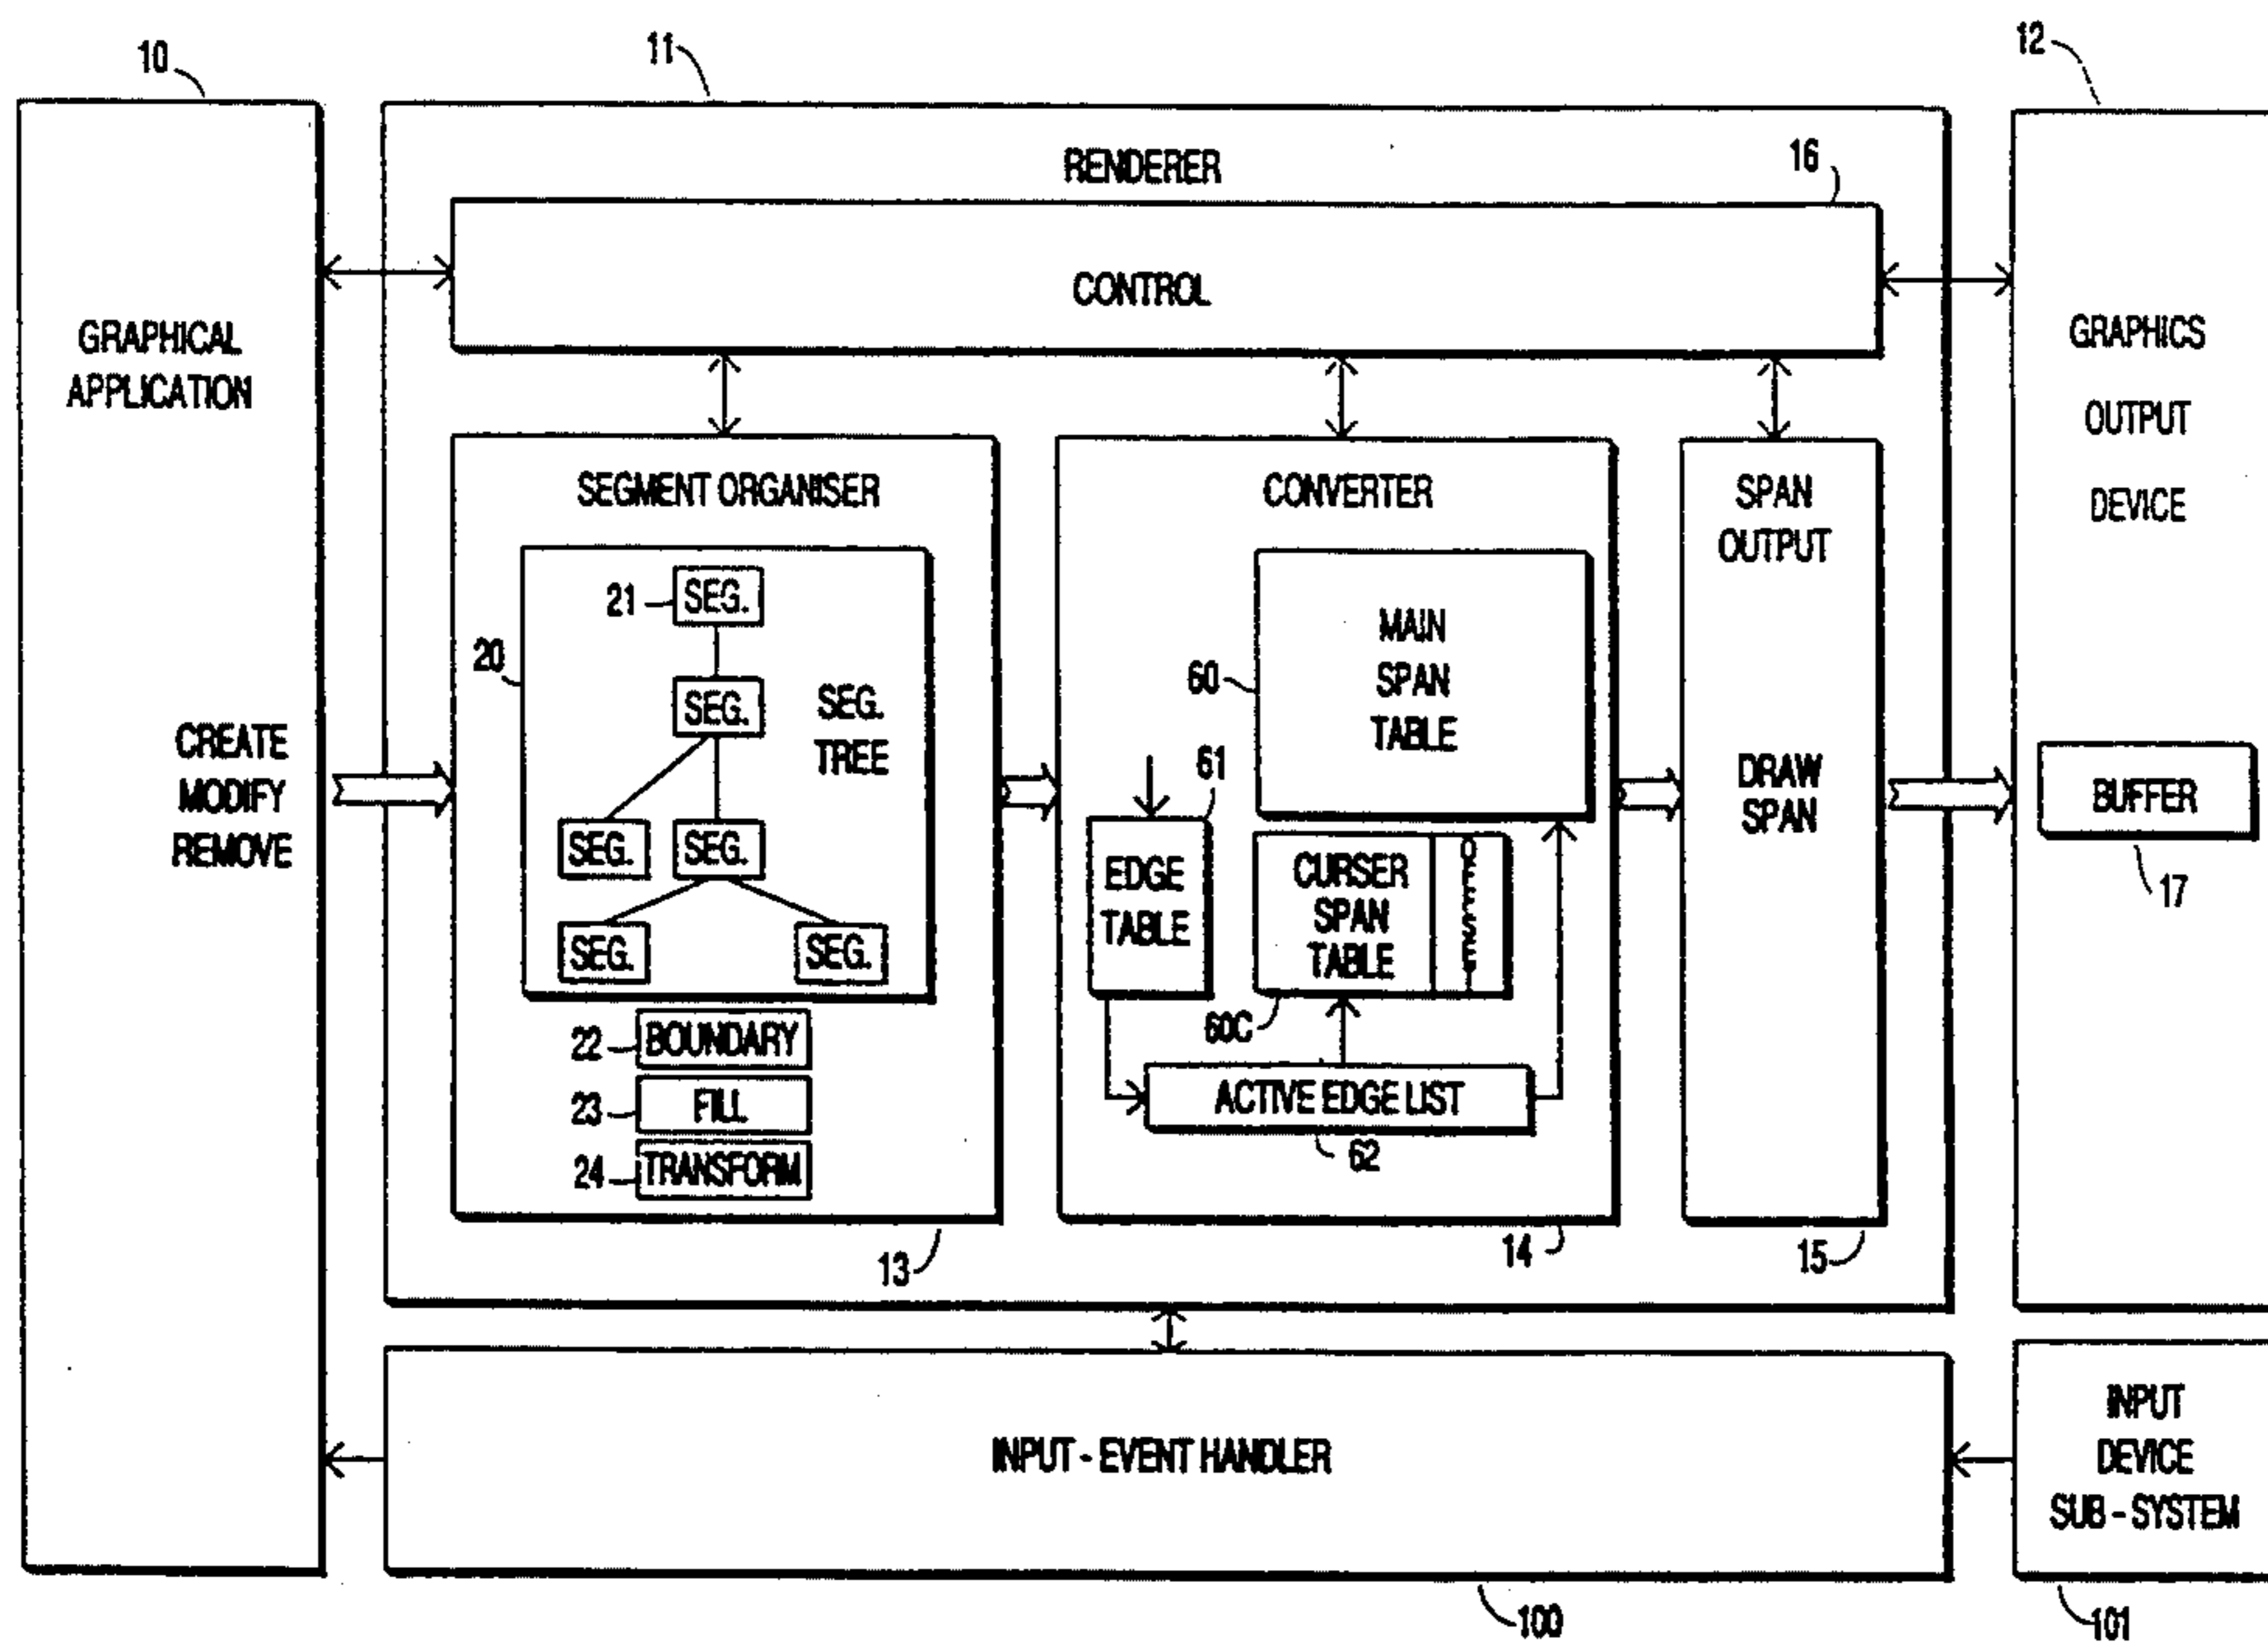 10
11
12
RENDERER
16
CONTROL
GRAPHICAL
APPLICATION
CREATE
MODIFY
REMOVE
SEGMENT ORGANISER
21
SEG.
20
SEG.
SEG.
TREE
SEG.
SEG.
SEG.
SEG.
22
BOUNDARY
23
FILL
24
TRANSFORM
13
CONVERTER
60
MAIN
SPAN
TABLE
61
EDGE
TABLE
CURSER
SPAN
TABLE
OFFSET
60C
ACTIVE EDGE LIST
62
14
SPAN
OUTPUT
DRAW
SPAN
15
GRAPHICS
OUTPUT
DEVICE
BUFFER
17
INPUT - EVENT HANDLER
100
INPUT
DEVICE
SUB - SYSTEM
101